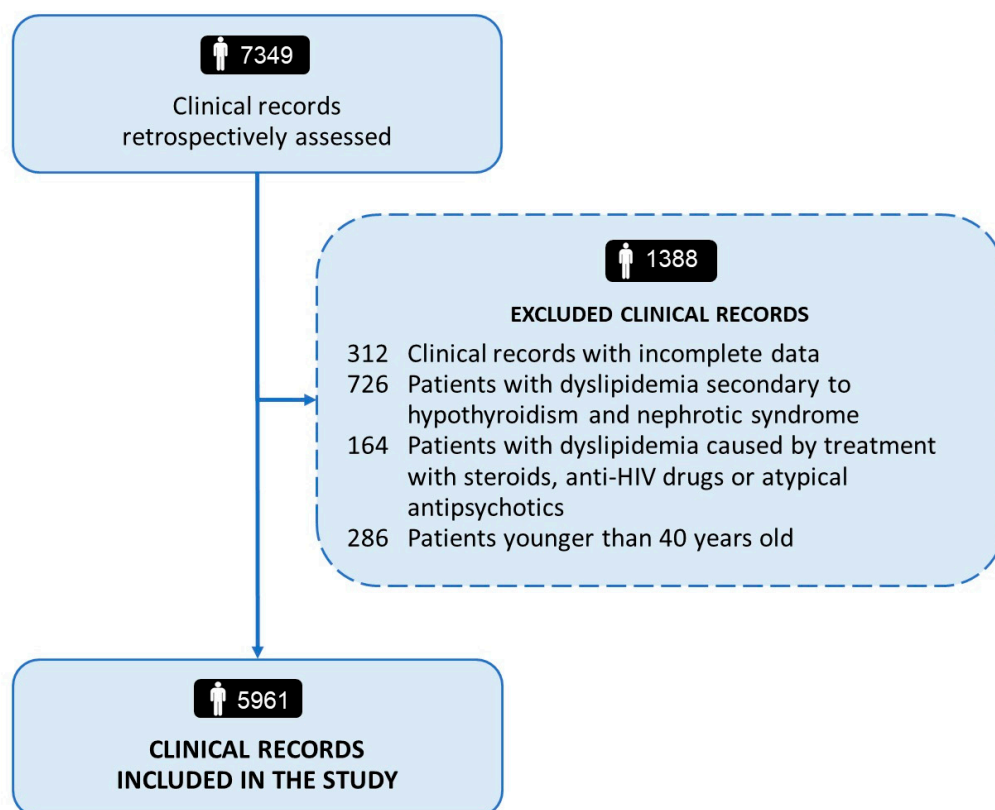 7349
Clinical records
retrospectively assessed
1388
EXCLUDED CLINICAL RECORDS
312 Clinical records with incomplete data
726 Patients with dyslipidemia secondary to
hypothyroidism and nephrotic syndrome
164 Patients with dyslipidemia caused by treatment
with steroids, anti-HIV drugs or atypical
antipsychotics
286 Patients younger than 40 years old
5961
CLINICAL RECORDS
INCLUDED IN THE STUDY